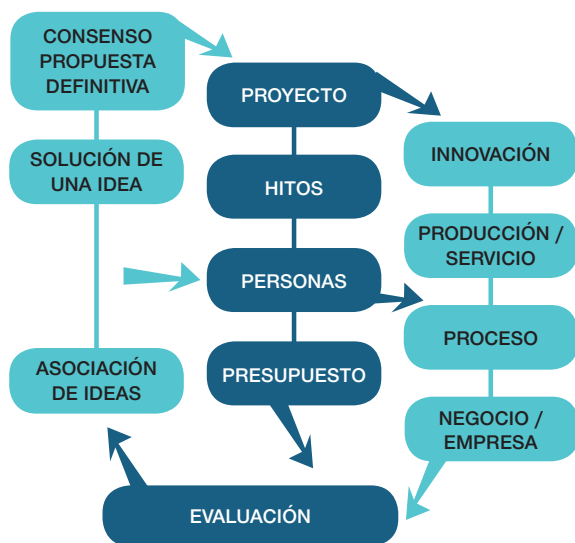 CONSENSO
PROPUESTA
DEFINITIVA
SOLUCIÓN DE
UNA IDEA
ASOCIACIÓN
DE IDEAS
PROYECTO
HITOS
PERSONAS
PRESUPUESTO
INNOVACIÓN
PRODUCCIÓN /
SERVICIO
PROCESO
NEGOCIO /
EMPRESA
EVALUACIÓN